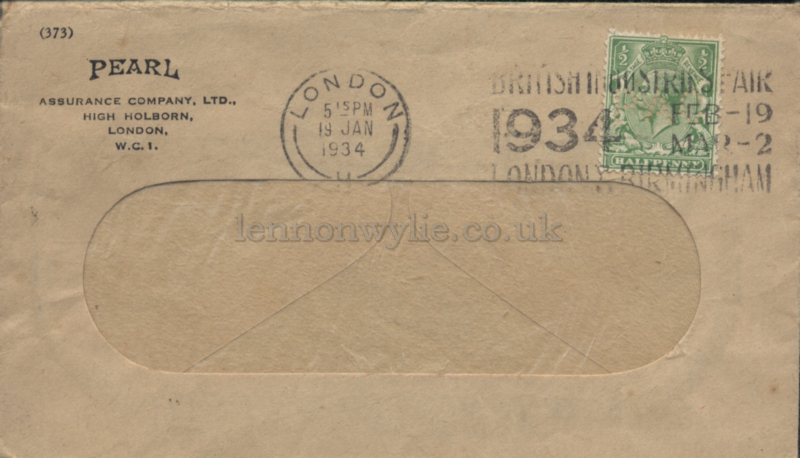 (373)
PEARL
ASSURANCE COMPANY, LTD.,
HIGH HOLBORN,
LONDON,
W.C.1.
LONDON
5 15 PM
19 JAN
1934
½ ½
BRITISH INDUSTRIES FAIR
1934
FEB-19
MAR-2
HALFPENNY
LONDON & BIRMINGHAM
lennonwylie.co.uk